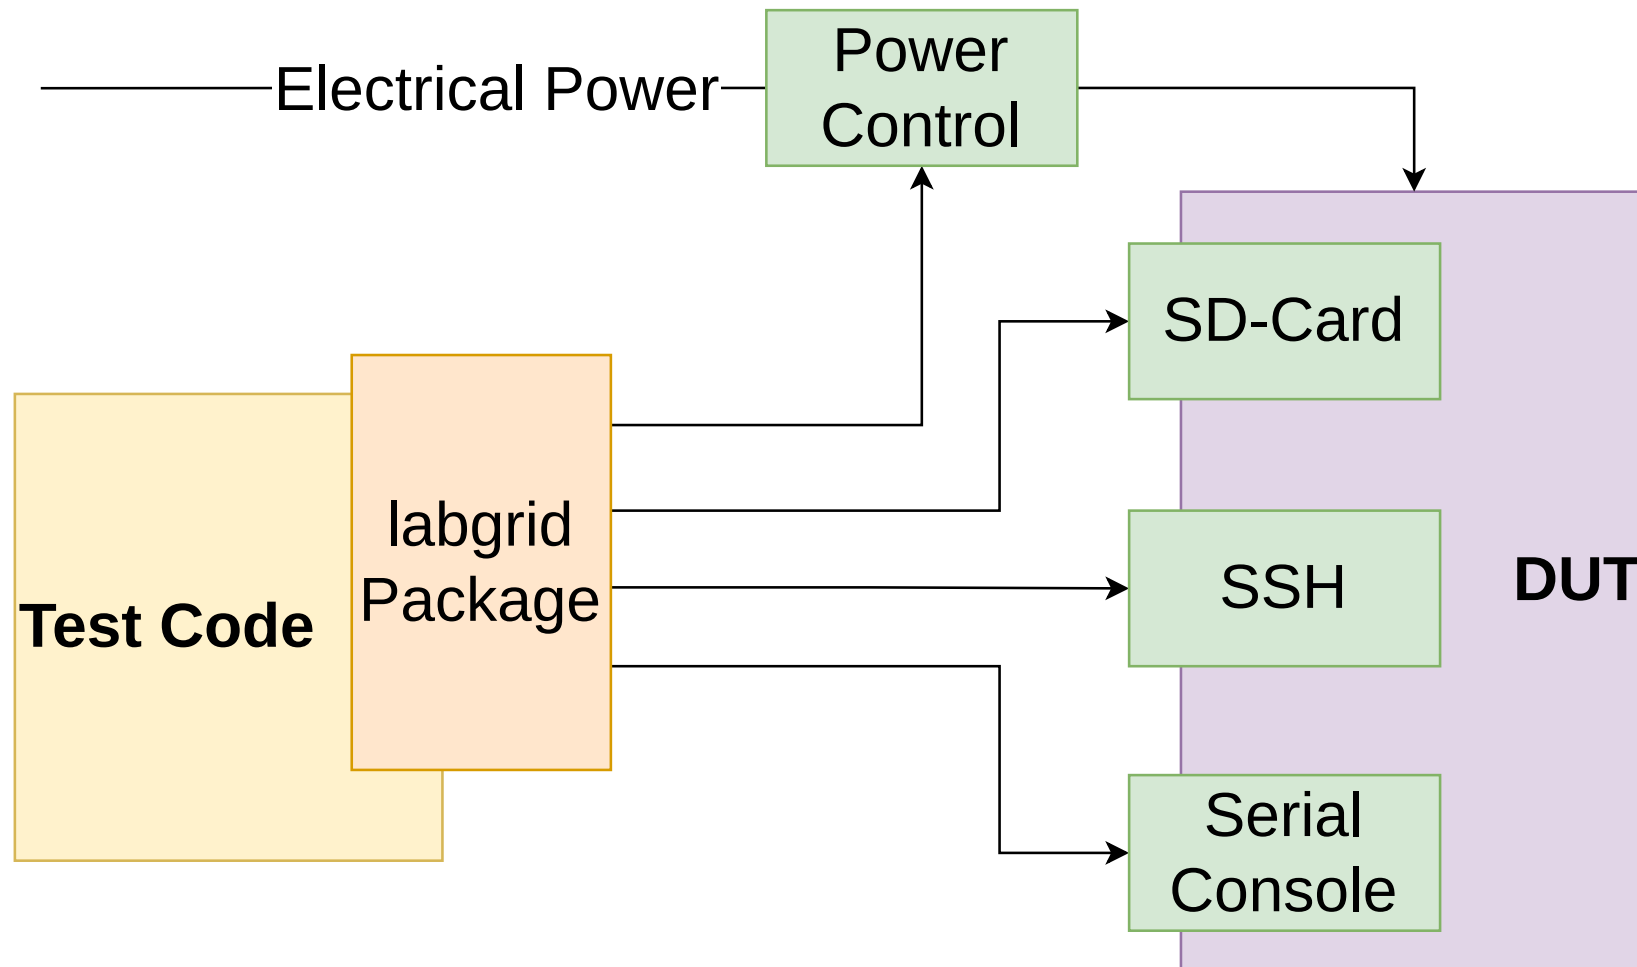 Power
Control
Electrical Power
SD-Card
labgrid
Package
SSH
DUT
Test Code
Serial
Console